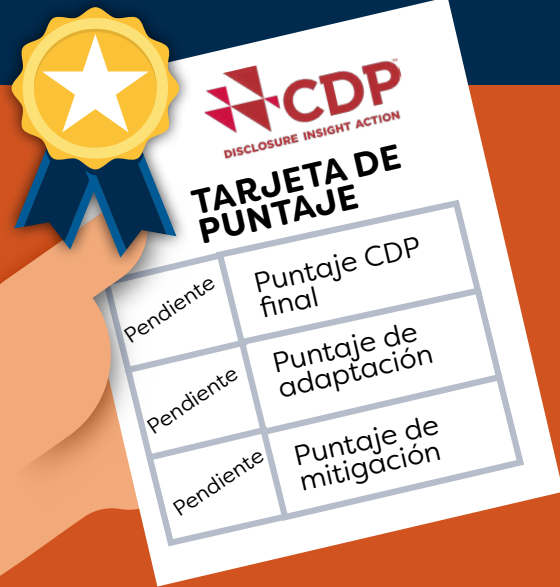 CDP
DISCLOSURE INSIGHT ACTION
TARJETA DE
PUNTAJE
Pendiente
Puntaje CDP
final
Pendiente
Puntaje de
adaptación
Pendiente
Puntaje de
mitigación